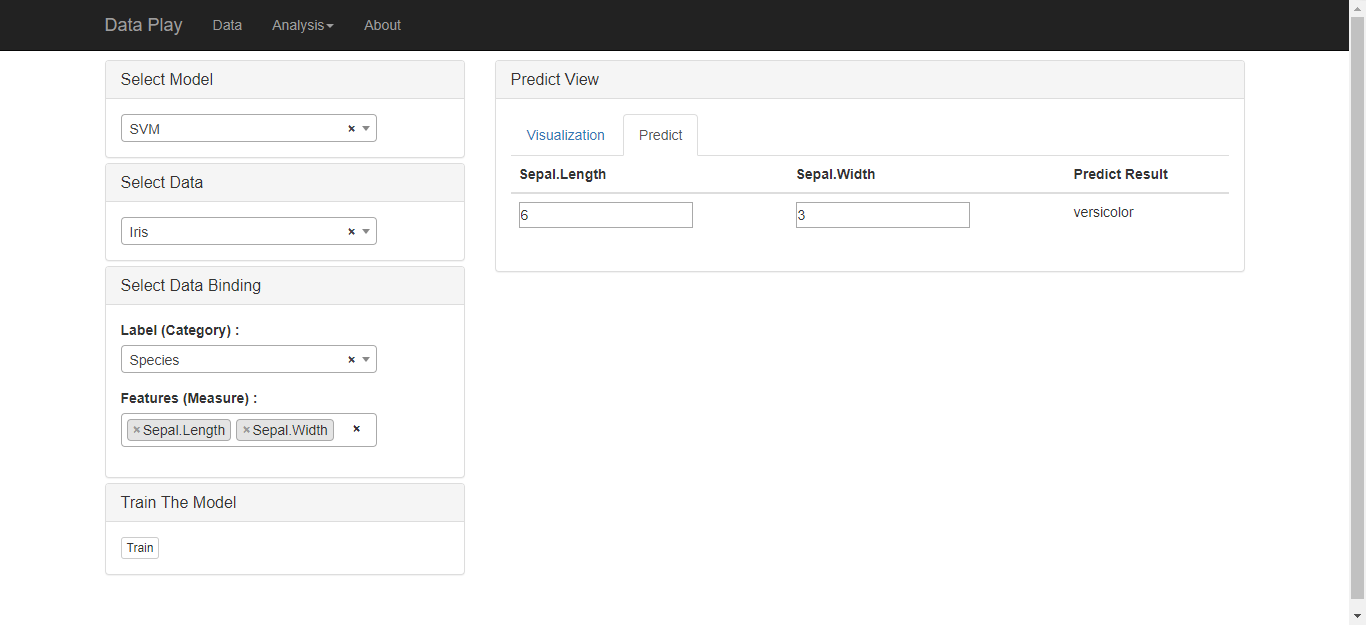 Data Play Data Analysis About
Select Model
SVM × 
Select Data
Iris ×
Select Data Binding
Label (Category) :
Species ×
Features (Measure) :
×Sepal.Length ×Sepal.Width ×
Train The Model
Train
Predict View
Visualization Predict
Sepal.Length Sepal.Width Predict Result
6 3 versicolor